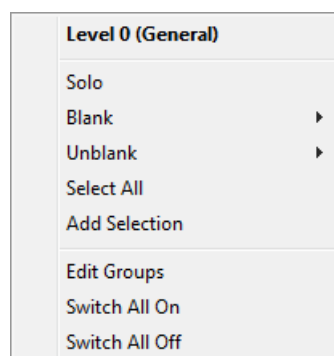 Level 0 (General)
Solo
Blank
Unblank
Select All
Add Selection
Edit Groups
Switch All On
Switch All Off